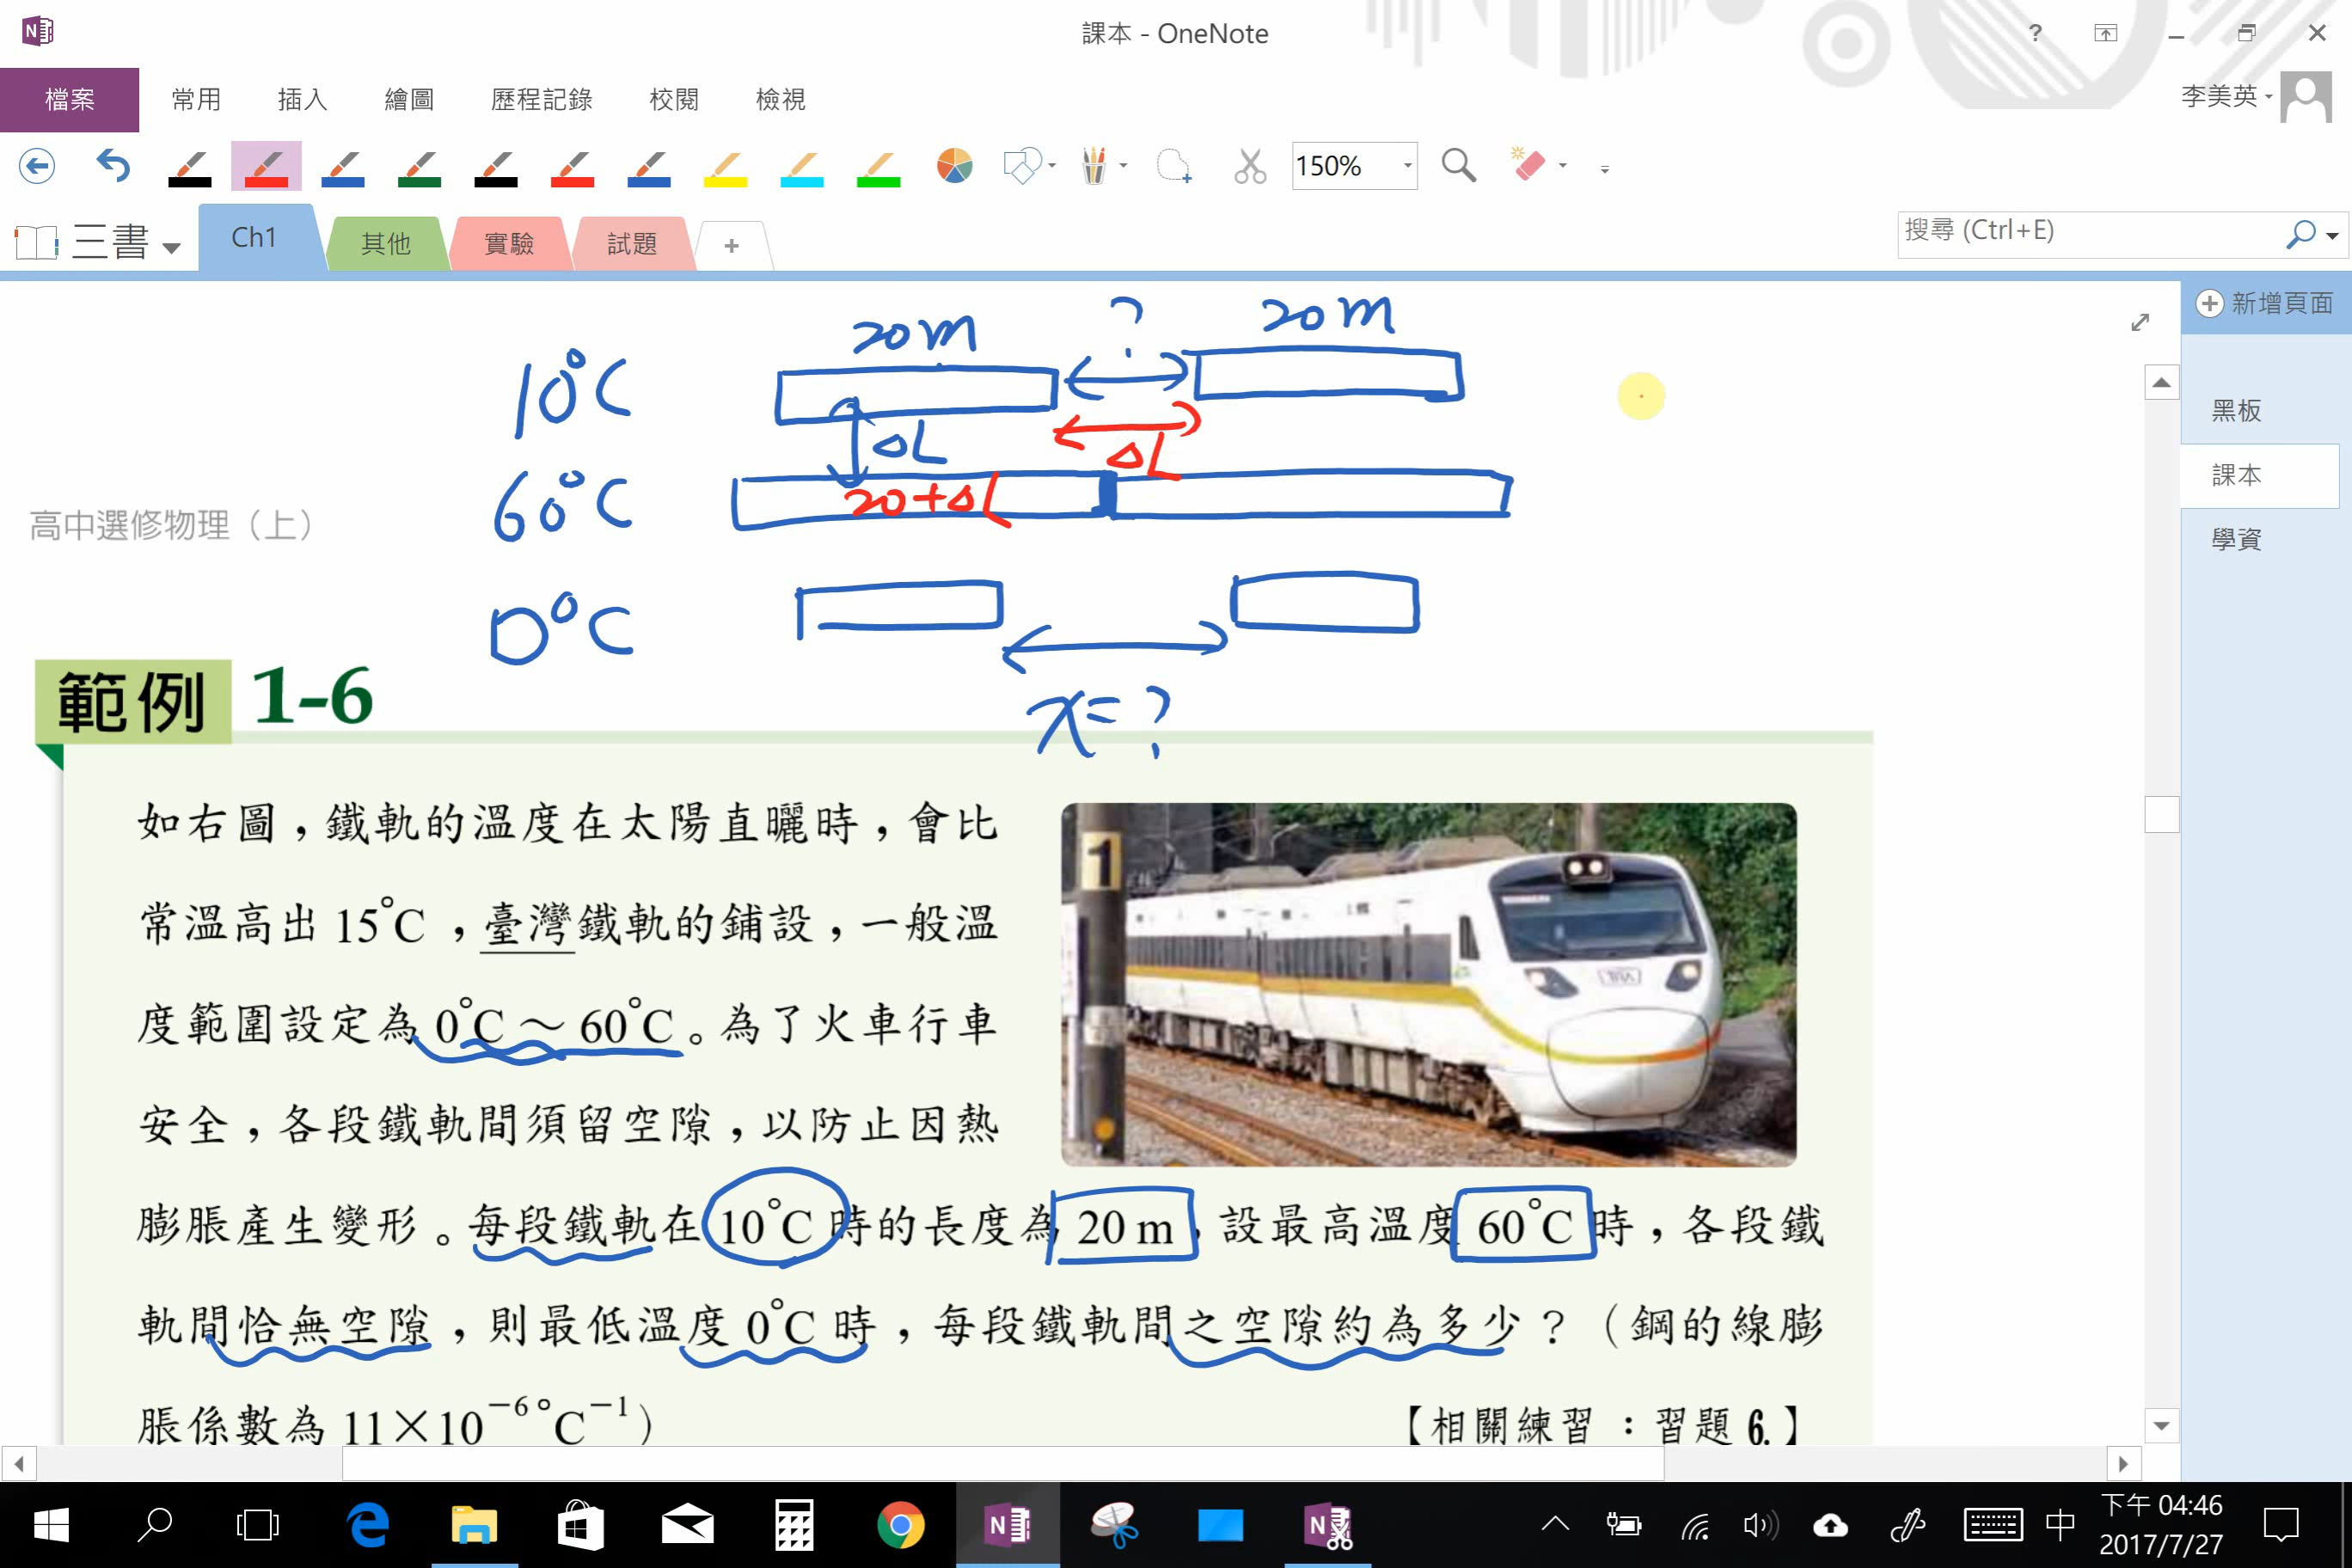 課本 - OneNote
?
檔案 常用 插入 繪圖 歷程記錄 校閱 檢視
李美英
150%
三書 Ch1 其他 實驗 試題 +
搜尋 (Ctrl+E)
新增頁面
黑板
課本
學資
高中選修物理（上）
10°C 20m ? 20m
ΔL ΔL
60°C 20+ΔL
0°C
x=?
範例 1-6
如右圖，鐵軌的溫度在太陽直曬時，會比
常溫高出 15°C，臺灣鐵軌的鋪設，一般溫
度範圍設定為 0°C～60°C。為了火車行車
安全，各段鐵軌間須留空隙，以防止因熱
膨脹產生變形。每段鐵軌在 10°C 時的長度為 20 m，設最高溫度 60°C 時，各段鐵
軌間恰無空隙，則最低溫度 0°C 時，每段鐵軌間之空隙約為多少？（鋼的線膨
脹係數為 11×10⁻⁶°C⁻¹）
【相關練習：習題 6.】
1
中
下午 04:46
2017/7/27